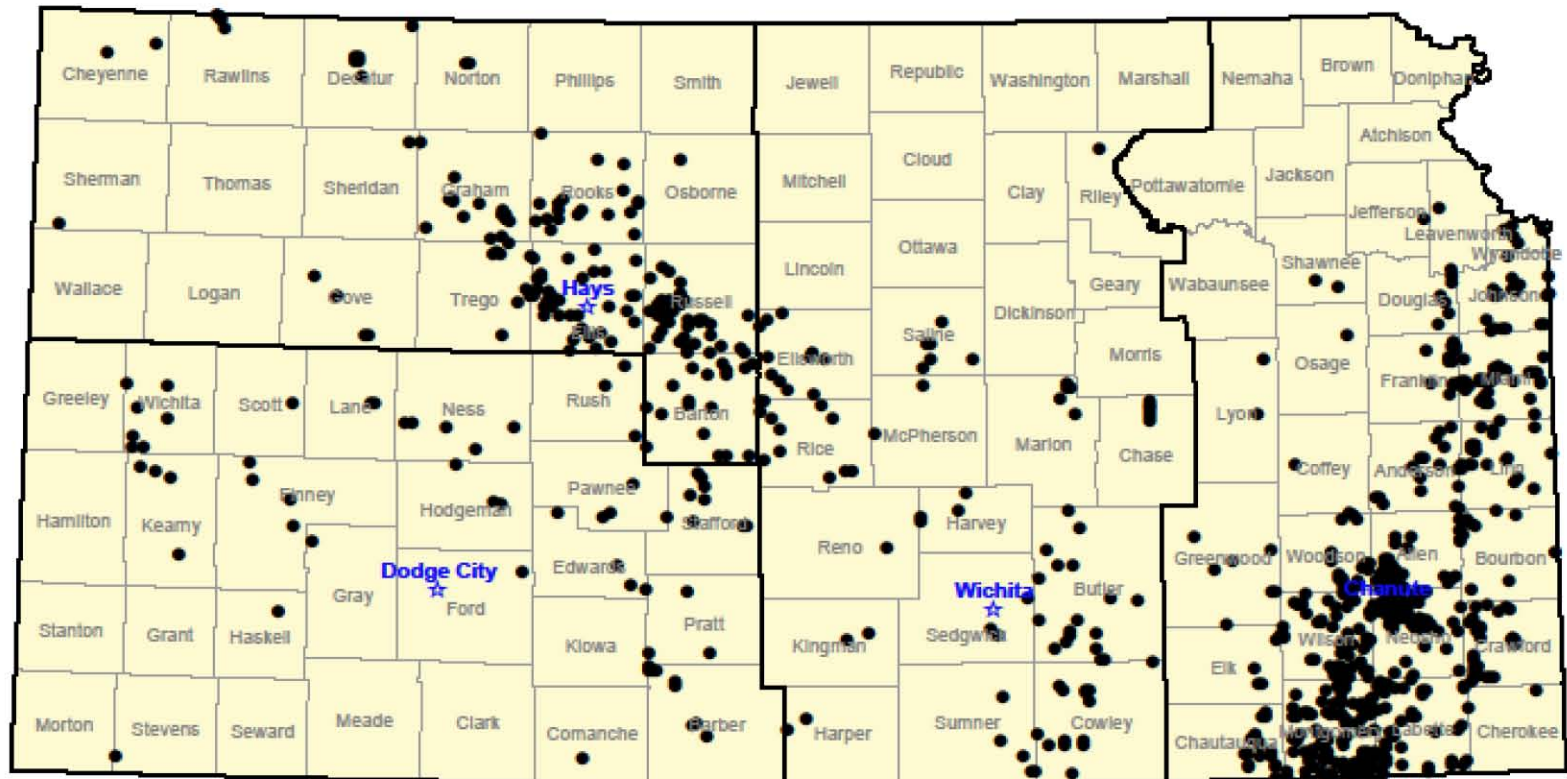 Cheyenne
Rawlins
Decatur
Norton
Phillips
Smith
Jewell
Republic
Washington
Marshall
Nemaha
Brown
Doniphan
Sherman
Thomas
Sheridan
Graham
Rooks
Osborne
Mitchell
Cloud
Clay
Riley
Pottawatomie
Jackson
Atchison
Jefferson
Leavenworth
Wyandotte
Wallace
Logan
Gove
Trego
Hays
Ellis
Russell
Lincoln
Ottawa
Saline
Dickinson
Geary
Wabaunsee
Shawnee
Douglas
Johnson
Greeley
Wichita
Scott
Lane
Ness
Rush
Barton
Ellsworth
Rice
McPherson
Marion
Morris
Chase
Lyon
Osage
Franklin
Miami
Coffey
Anderson
Linn
Hamilton
Kearny
Finney
Hodgeman
Pawnee
Stafford
Reno
Harvey
Butler
Greenwood
Woodson
Allen
Bourbon
Dodge City
Gray
Ford
Edwards
Pratt
Kiowa
Wichita
Sedgwick
Kingman
Chanute
Wilson
Neosho
Crawford
Stanton
Grant
Haskell
Elk
Morton
Stevens
Seward
Meade
Clark
Comanche
Barber
Harper
Sumner
Cowley
Chautauqua
Montgomery
Labette
Cherokee